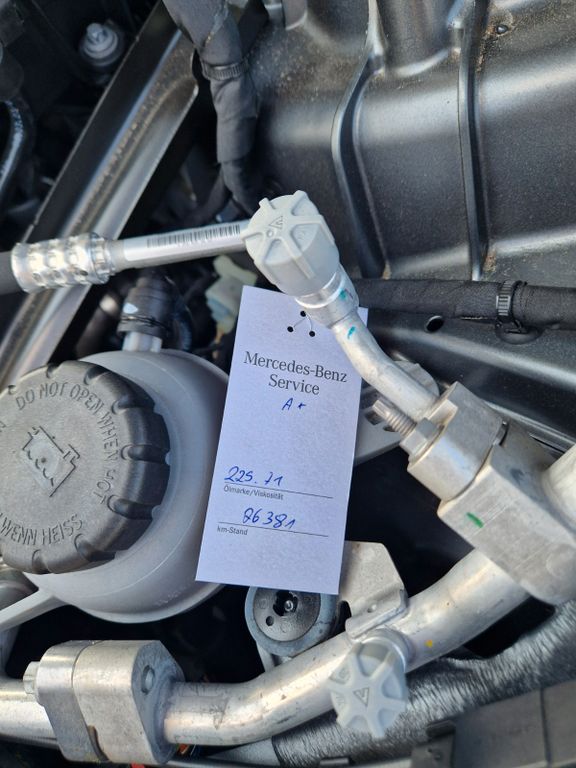 DO NOT OPEN WHEN HOT
WENN HEISS
Mercedes-Benz
Service
A+
225.71
Ölmarke/Viskosität
86381
km-Stand